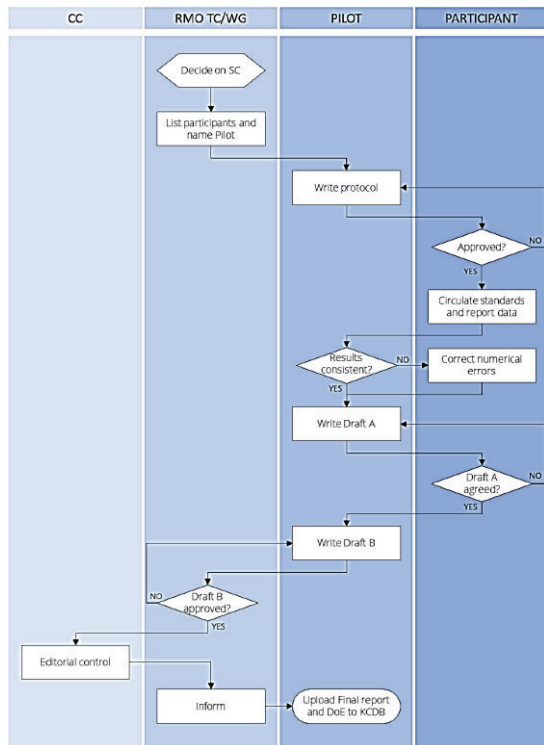 CC
RMO TC/WG
PILOT
PARTICIPANT
Decide on SC
List participants and
name Pilot
Write protocol
Approved?
NO
YES
Circulate standards
and report data
Results
consistent?
NO
Correct numerical
errors
YES
Write Draft A
Draft A
agreed?
NO
YES
Write Draft B
Draft B
approved?
NO
YES
Editorial control
Inform
Upload Final report
and DoE to KCDB